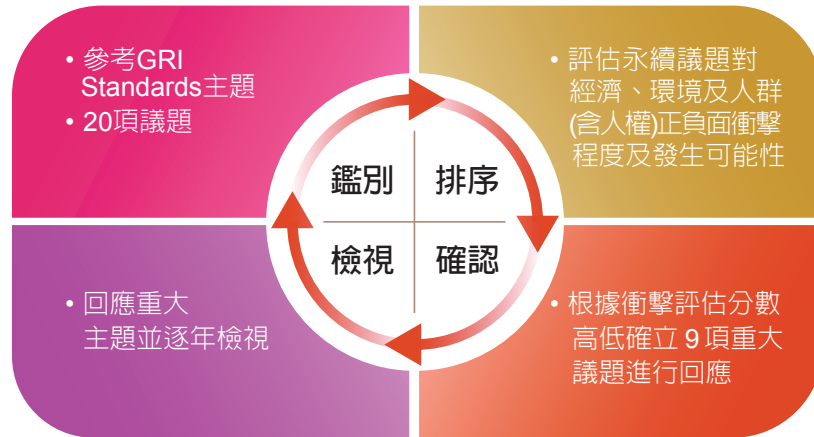 • 參考GRI
Standards主題
• 20項議題
• 評估永續議題對
經濟、環境及人群
(含人權)正負面衝擊
程度及發生可能性
鑑別
排序
檢視
確認
• 回應重大
主題並逐年檢視
• 根據衝擊評估分數
高低確立 9 項重大
議題進行回應